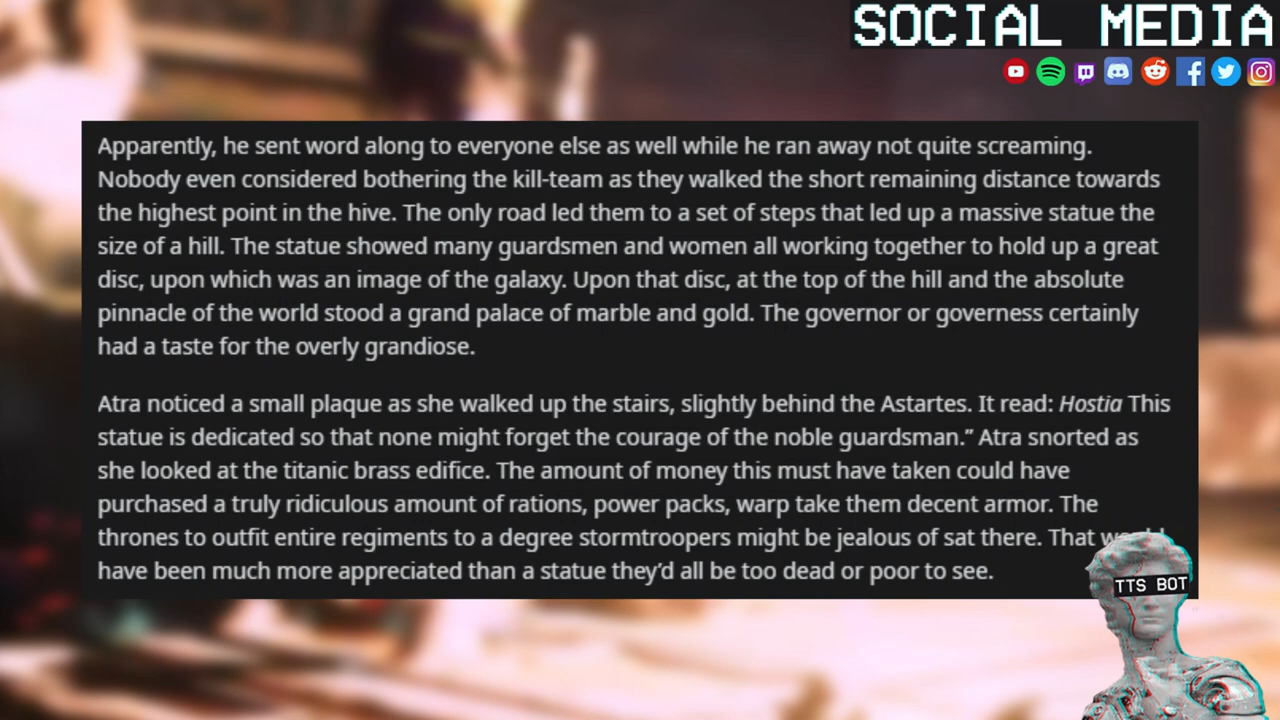 SOCIAL MEDIA
Apparently, he sent word along to everyone else as well while he ran away not quite screaming.
Nobody even considered bothering the kill-team as they walked the short remaining distance towards
the highest point in the hive. The only road led them to a set of steps that led up a massive statue the
size of a hill. The statue showed many guardsmen and women all working together to hold up a great
disc, upon which was an image of the galaxy. Upon that disc, at the top of the hill and the absolute
pinnacle of the world stood a grand palace of marble and gold. The governor or governess certainly
had a taste for the overly grandiose.
Atra noticed a small plaque as she walked up the stairs, slightly behind the Astartes. It read: Hostia This
statue is dedicated so that none might forget the courage of the noble guardsman.” Atra snorted as
she looked at the titanic brass edifice. The amount of money this must have taken could have
purchased a truly ridiculous amount of rations, power packs, warp take them decent armor. The
thrones to outfit entire regiments to a degree stormtroopers might be jealous of sat there. That
have been much more appreciated than a statue they’d all be too dead or poor to see.
TTS BOT